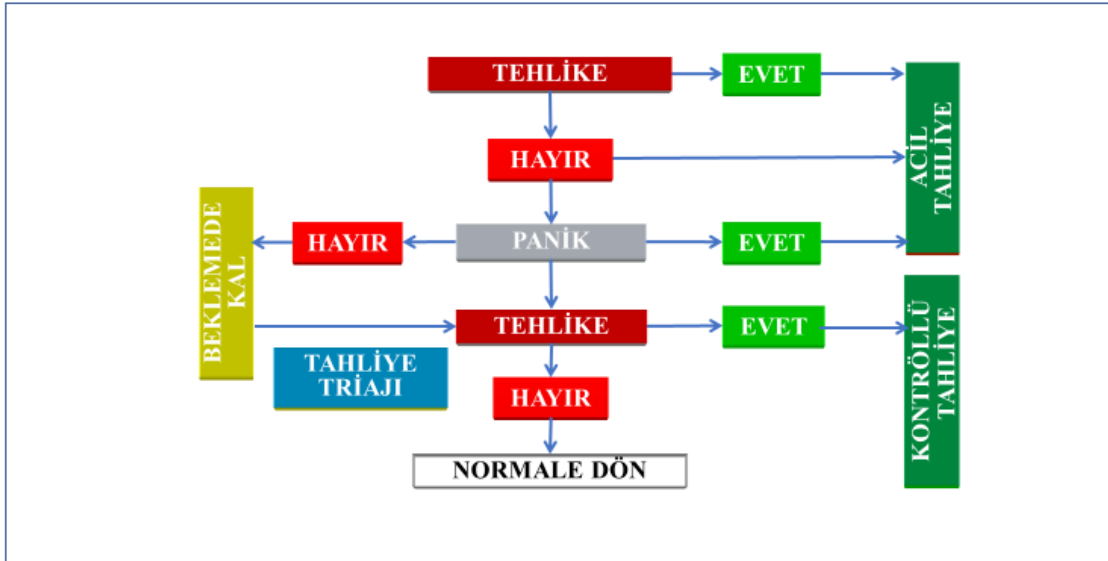 TEHLİKE
EVET
ACİL
TAHLİYE
HAYIR
BEKLEMEDE
KAL
HAYIR
PANİK
EVET
TEHLİKE
EVET
KONTRÖLLÜ
TAHLİYE
TAHLİYE
TRİAJI
HAYIR
NORMALE DÖN